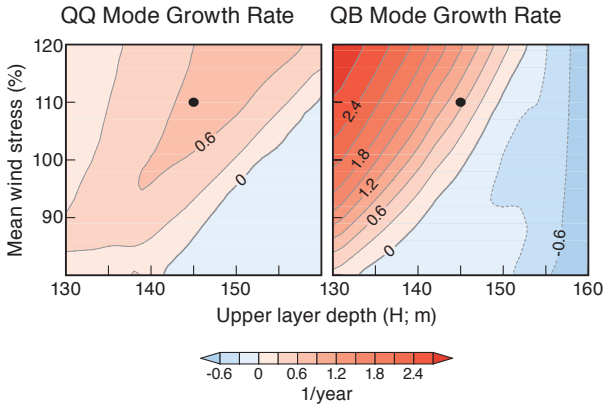 QQ Mode Growth Rate
QB Mode Growth Rate
Mean wind stress (%)
120
110
100
90
0.6
0
2.4
1.8
1.2
0.6
0
-0.6
130 140 150
130 140 150 160
Upper layer depth (H; m)
-0.6 0 0.6 1.2 1.8 2.4
1/year